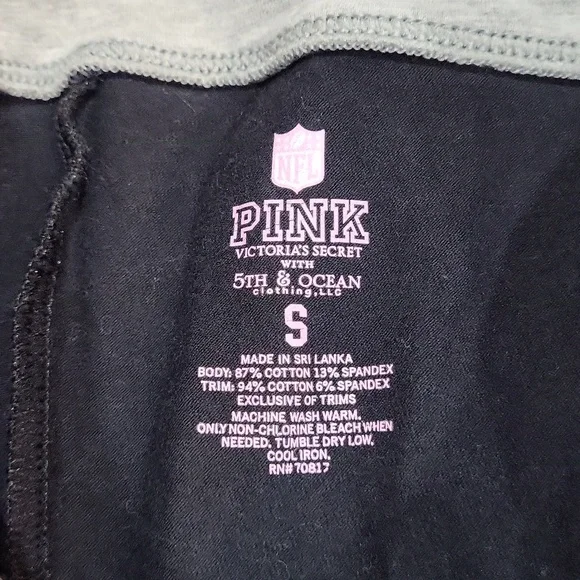 NFL
PINK
VICTORIA'S SECRET
WITH
5TH & OCEAN
clothing, LLC
S
MADE IN SRI LANKA
BODY: 87% COTTON 13% SPANDEX
TRIM: 94% COTTON 6% SPANDEX
EXCLUSIVE OF TRIMS
MACHINE WASH WARM.
ONLY NON-CHLORINE BLEACH WHEN
NEEDED. TUMBLE DRY LOW.
COOL IRON.
RN# 70817